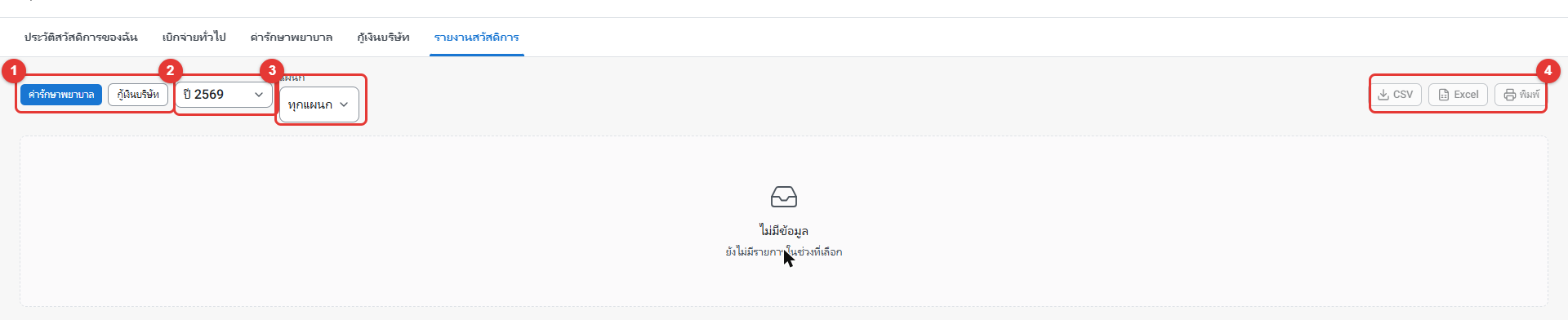 ประวัติสวัสดิการของฉัน เบิกจ่ายทั่วไป ค่ารักษาพยาบาล กู้เงินบริษัท รายงานสวัสดิการ
1 2 3 4
แผนก
ค่ารักษาพยาบาล กู้เงินบริษัท ปี 2569 ทุกแผนก CSV Excel พิมพ์
ไม่มีข้อมูล
ยังไม่มีรายการในช่วงที่เลือก